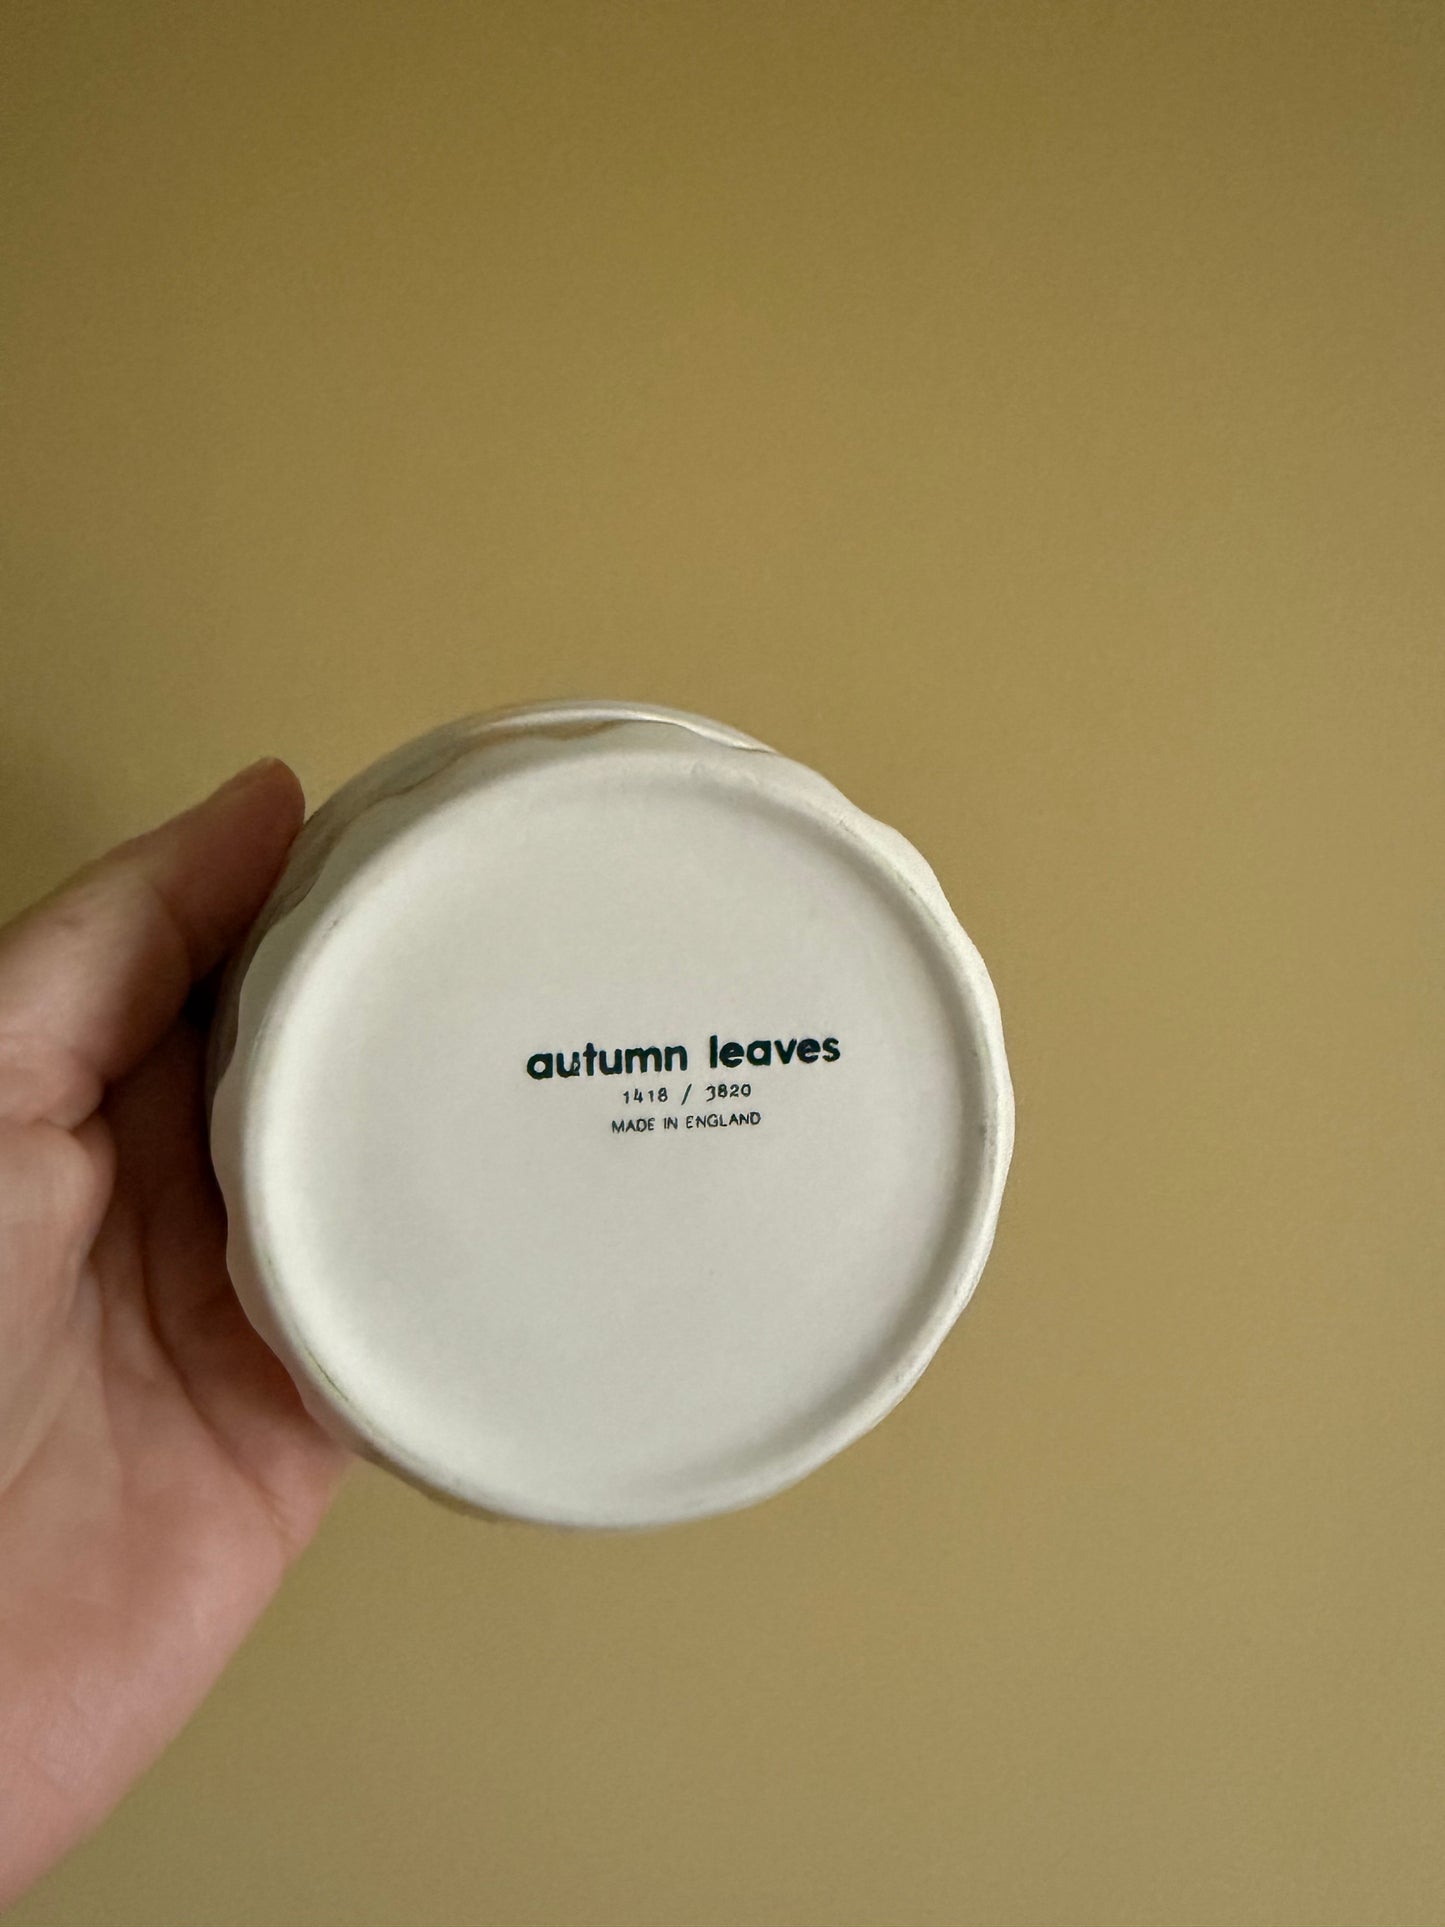 autumn leaves
1418 / 3820
MADE IN ENGLAND